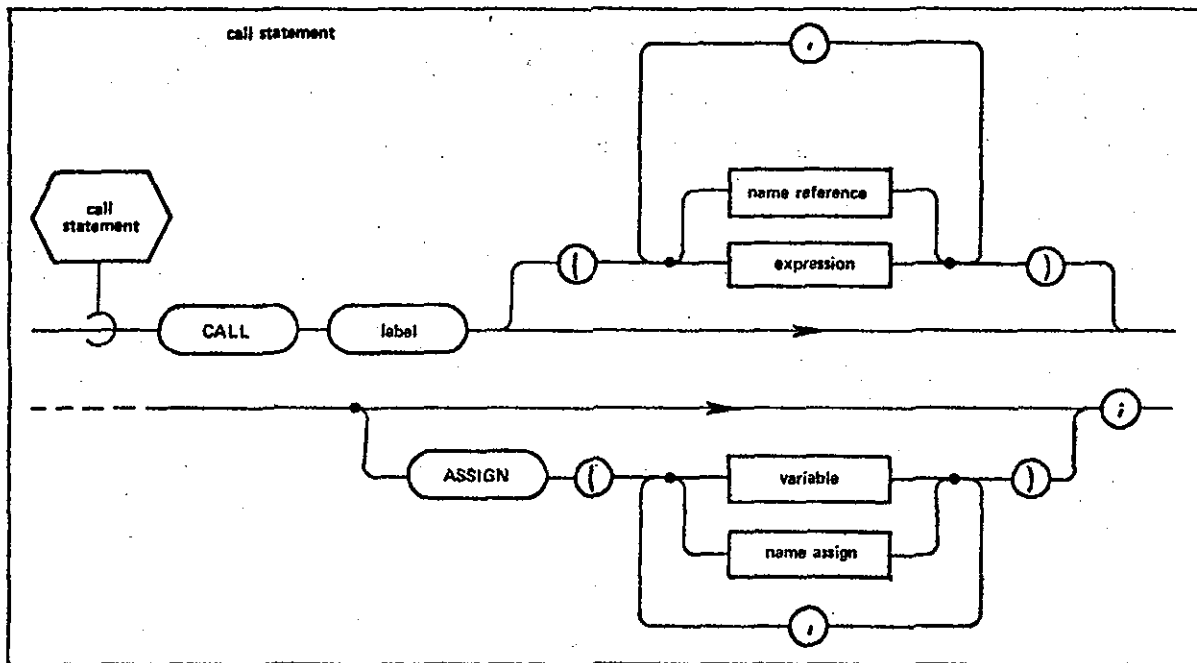 call statement
,
name reference
call
statement
( expression )
CALL label
;
ASSIGN ( variable )
name assign
,